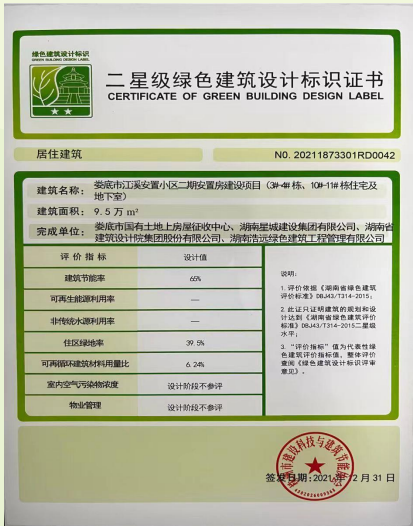 绿色建筑设计标识
GREEN BUILDING DESIGN LABEL
二星级绿色建筑设计标识证书
CERTIFICATE OF GREEN BUILDING DESIGN LABEL
居住建筑
NO. 20211873301RD0042
建筑名称：娄底市江溪安置小区二期安置房建设项目（3#-4#栋、10#-11#栋住宅及
地下室）
建筑面积：9.5万m²
完成单位：娄底市国有土地上房屋征收中心、湖南星城建设集团有限公司、湖南省
建筑设计院集团股份有限公司、湖南浩远绿色建筑工程管理有限公司
评价指标 设计值
建筑节能率 65%
可再生能源利用率 —
非传统水源利用率 —
住区绿地率 39.5%
可再循环建筑材料用量比 6.24%
室内空气污染物浓度 设计阶段不参评
物业管理 设计阶段不参评
说明：
1.评价依据《湖南省绿色建筑
评价标准》DBJ43/T314-2015；
2.此证只证明建筑的规划和设
计达到《湖南省绿色建筑评价
标准》DBJ43/T314-2015二星级
水平；
3.“评价指标”值为代表性绿
色建筑评价指标值，整体评价
查阅《绿色建筑设计标识评审
意见》。
市建设科技与建筑节能
签发日期：2021年12月31日